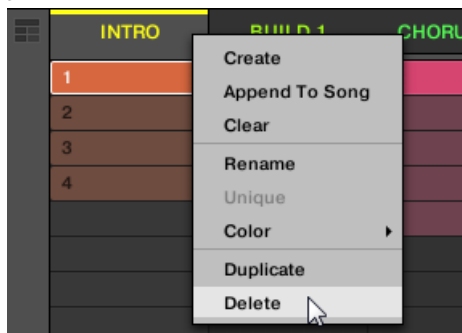 INTRO BUILD 1 CHORU
1
2
3
4
Create
Append To Song
Clear
Rename
Unique
Color
Duplicate
Delete